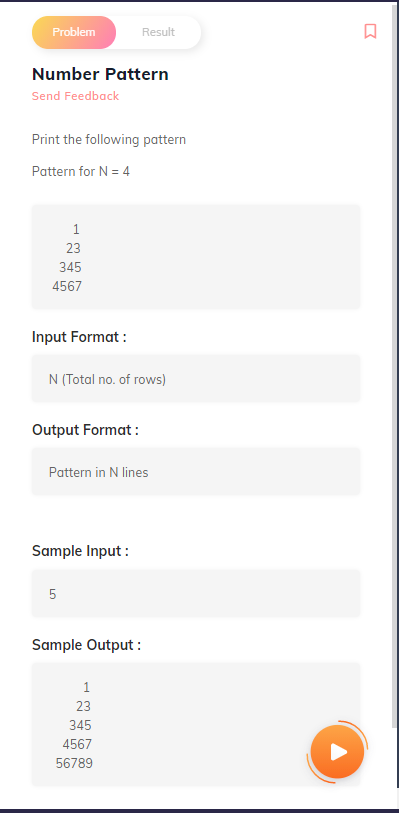 Problem
Result
Number Pattern
Send Feedback
Print the following pattern
Pattern for N = 4
1
23
345
4567
Input Format :
N (Total no. of rows)
Output Format :
Pattern in N lines
Sample Input :
5
Sample Output :
1
23
345
4567
56789